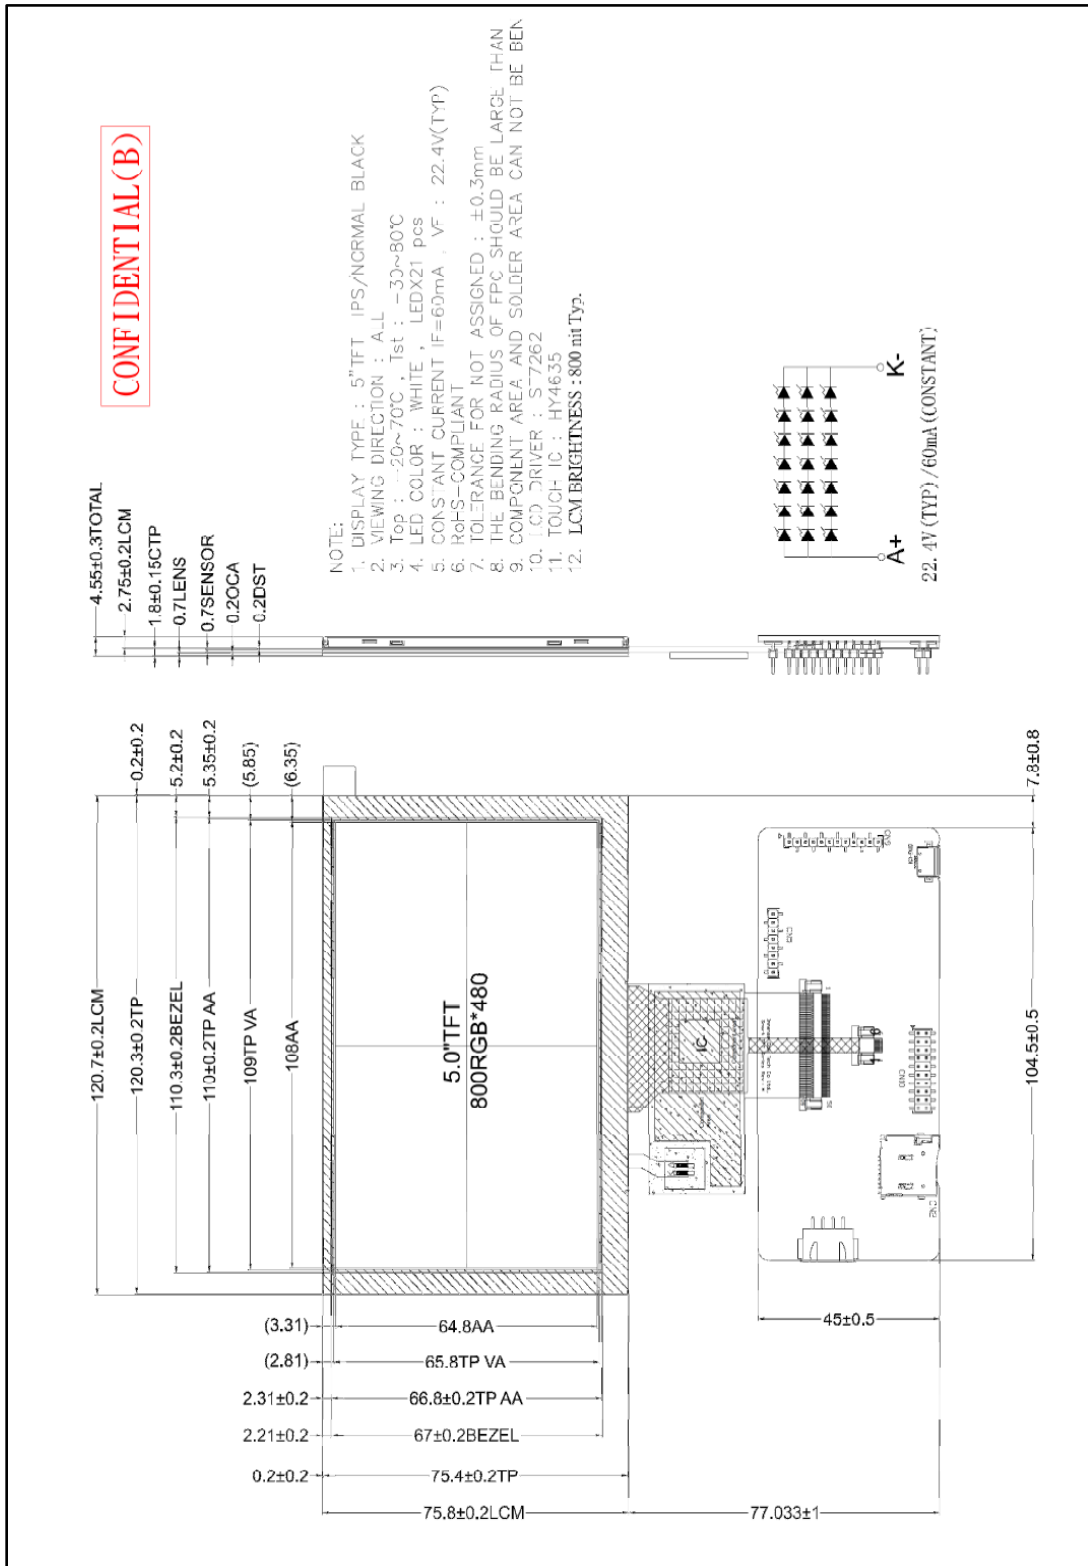 CONFIDENTIAL(B)
4.55±0.3TOTAL
2.75±0.2LCM
1.8±0.15CTP
0.7LENS
0.7SENSOR
0.2OCA
0.2DST
NOTE:
1. DISPLAY TYPE : 5"TFT IPS/NORMAL BLACK
2. VIEWING DIRECTION : ALL
3. Top : -20~70℃ , Tst : -30~80℃
4. LED COLOR : WHITE , LEDX21 pcs
5. CONSTANT CURRENT IF=60mA , VF : 22.4V(TYP)
6. RoHS-COMPLIANT
7. TOLERANCE FOR NOT ASSIGNED : ±0.3mm
8. THE BENDING RADIUS OF FPC SHOULD BE LARGE THAN
9. COMPONENT AREA AND SOLDER AREA CAN NOT BE BEN
10. LCD DRIVER : ST7262
11. TOUCH IC : HY4635
12. LCM BRIGHTNESS : 800 nit Typ.
A+
K-
22.4V(TYP)/60mA(CONSTANT)
0.2±0.2
5.2±0.2
5.35±0.2
(5.85)
(6.35)
7.8±0.8
120.7±0.2LCM
120.3±0.2TP
110.3±0.2BEZEL
110±0.2TP AA
109TP VA
108AA
5.0"TFT
800RGB*480
IC
CN10
CN2
104.5±0.5
45±0.5
(3.31)
64.8AA
(2.81)
65.8TP VA
2.31±0.2
66.8±0.2TP AA
2.21±0.2
67±0.2BEZEL
0.2±0.2
75.4±0.2TP
75.8±0.2LCM
77.033±1